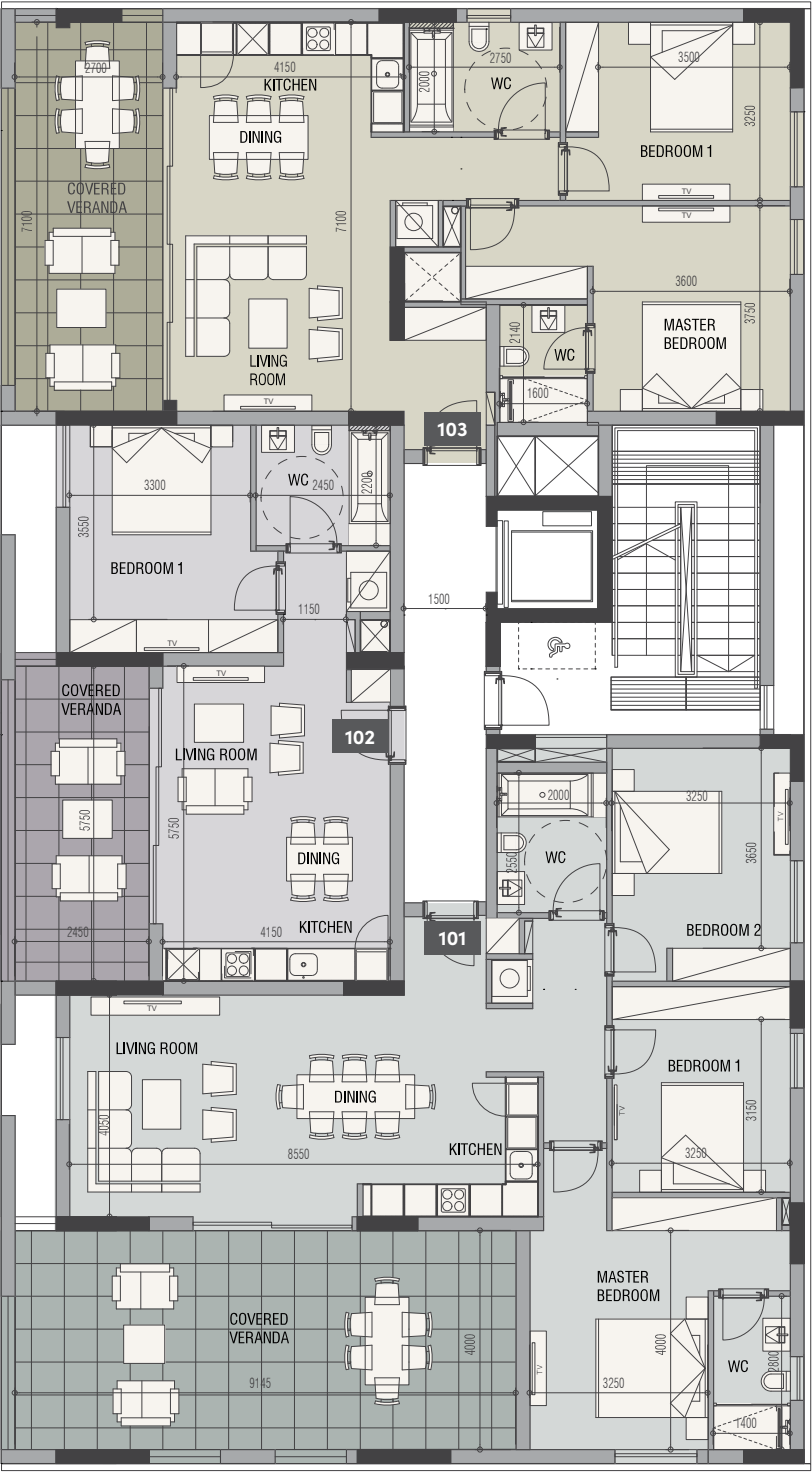 2700
4150
KITCHEN
2000
2750
WC
3500
3250
DINING
BEDROOM 1
TV
TV
COVERED
VERANDA
7100
7100
3600
3750
MASTER
BEDROOM
2140
WC
1600
LIVING
ROOM
TV
103
3300
WC
2450
2200
3550
BEDROOM 1
1150
1500
TV
COVERED
VERANDA
TV
LIVING ROOM
102
5750
5750
DINING
2450
4150
KITCHEN
2000
2550
WC
3250
TV
3650
BEDROOM 2
101
TV
LIVING ROOM
4050
DINING
8550
KITCHEN
BEDROOM 1
TV
3150
3250
COVERED
VERANDA
9145
4000
MASTER
BEDROOM
TV
4000
3250
WC
2800
1400